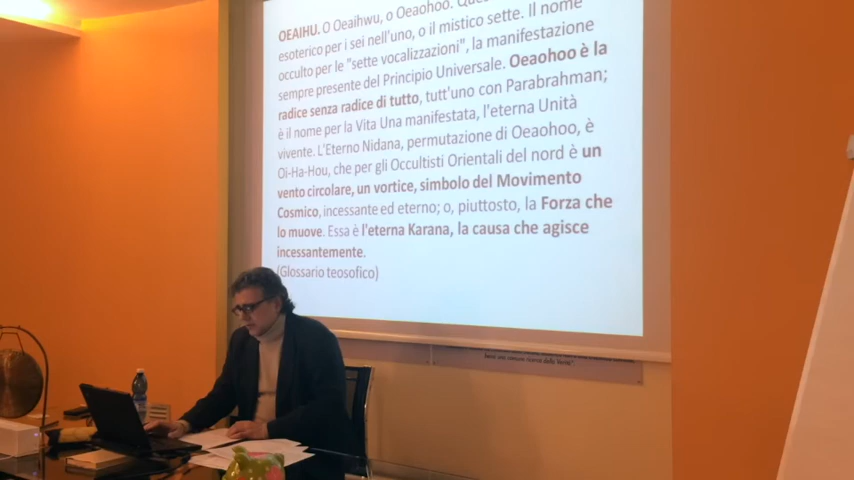 OEAIHU. O Oeaihwu, o Oeaohoo.
esoterico per i sei nell'uno, o il mistico sette. Il nome
occulto per le "sette vocalizzazioni", la manifestazione
sempre presente del Principio Universale. Oeaohoo è la
radice senza radice di tutto, tutt'uno con Parabrahman;
è il nome per la Vita Una manifestata, l'eterna Unità
vivente. L'Eterno Nidana, permutazione di Oeaohoo, è
Oi-Ha-Hou, che per gli Occultisti Orientali del nord è un
vento circolare, un vortice, simbolo del Movimento
Cosmico, incessante ed eterno; o, piuttosto, la Forza che
lo muove. Essa è l'eterna Karana, la causa che agisce
incessantemente.
(Glossario teosofico)